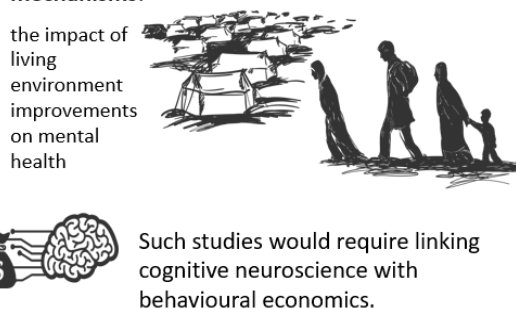 the impact of
living
environment
improvements
on mental
health
Such studies would require linking
cognitive neuroscience with
behavioural economics.